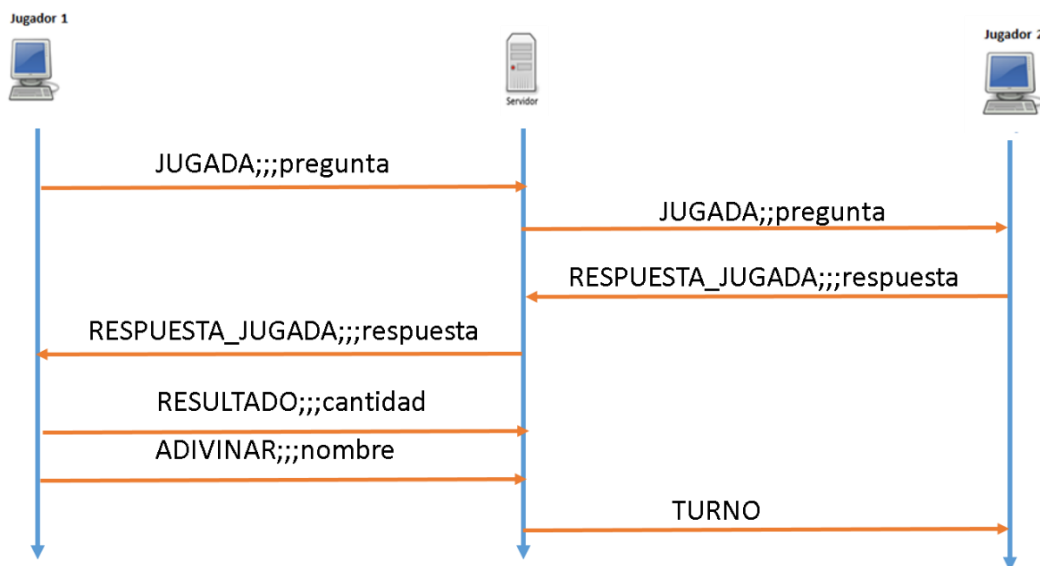 Jugador 1
Jugador 2
Servidor
JUGADA;;;pregunta
JUGADA;;pregunta
RESPUESTA_JUGADA;;;respuesta
RESPUESTA_JUGADA;;;respuesta
RESULTADO;;;cantidad
ADIVINAR;;;nombre
TURNO